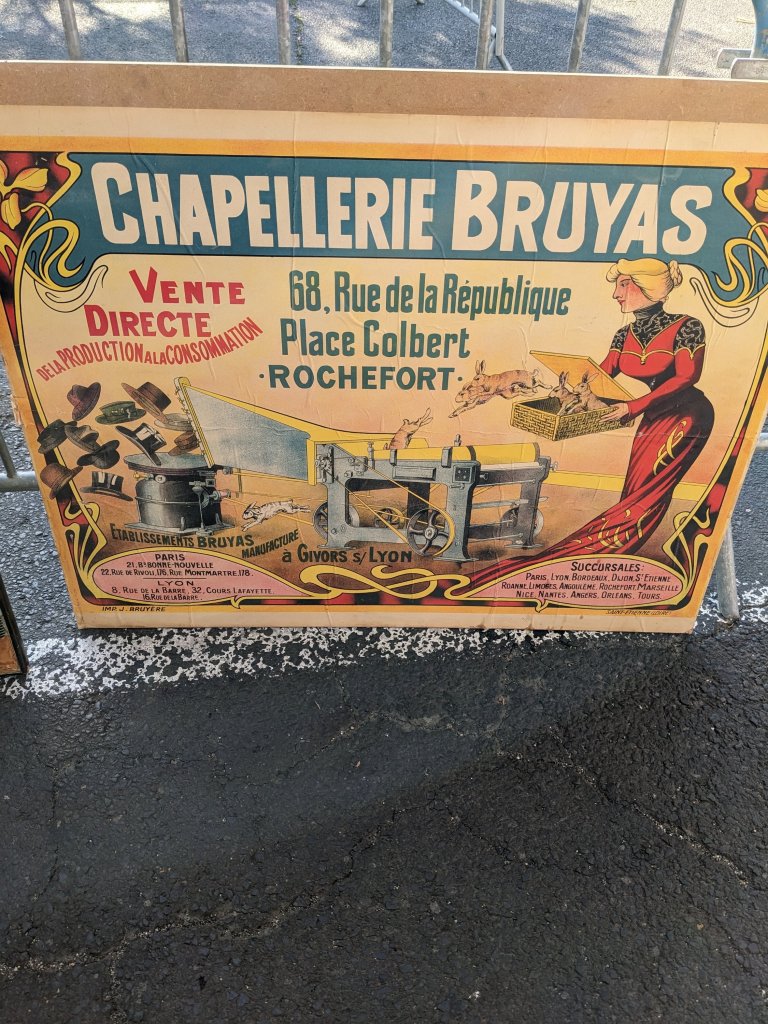 CHAPELLERIE BRUYAS
VENTE
DIRECTE
DE LA PRODUCTION A LA CONSOMMATION
68, Rue de la République
Place Colbert
·ROCHEFORT·
ETABLISSEMENTS BRUYAS MANUFACTURE à GIVORS s/ LYON
PARIS
21, Bd BONNE-NOUVELLE
22, RUE DE RIVOLI, 176, RUE MONTMARTRE, 178
LYON
8, RUE DE LA BARRE, 32, COURS LAFAYETTE.
16, RUE DE LA BARRE.
SUCCURSALES:
PARIS, LYON, BORDEAUX, DIJON, St ETIENNE
ROANNE, LIMOGES, ANGOULÊME, ROCHEFORT, MARSEILLE
NICE, NANTES, ANGERS, ORLEANS, TOURS.
IMP. J. BRUYERE
SAINT-ETIENNE (LOIRE)